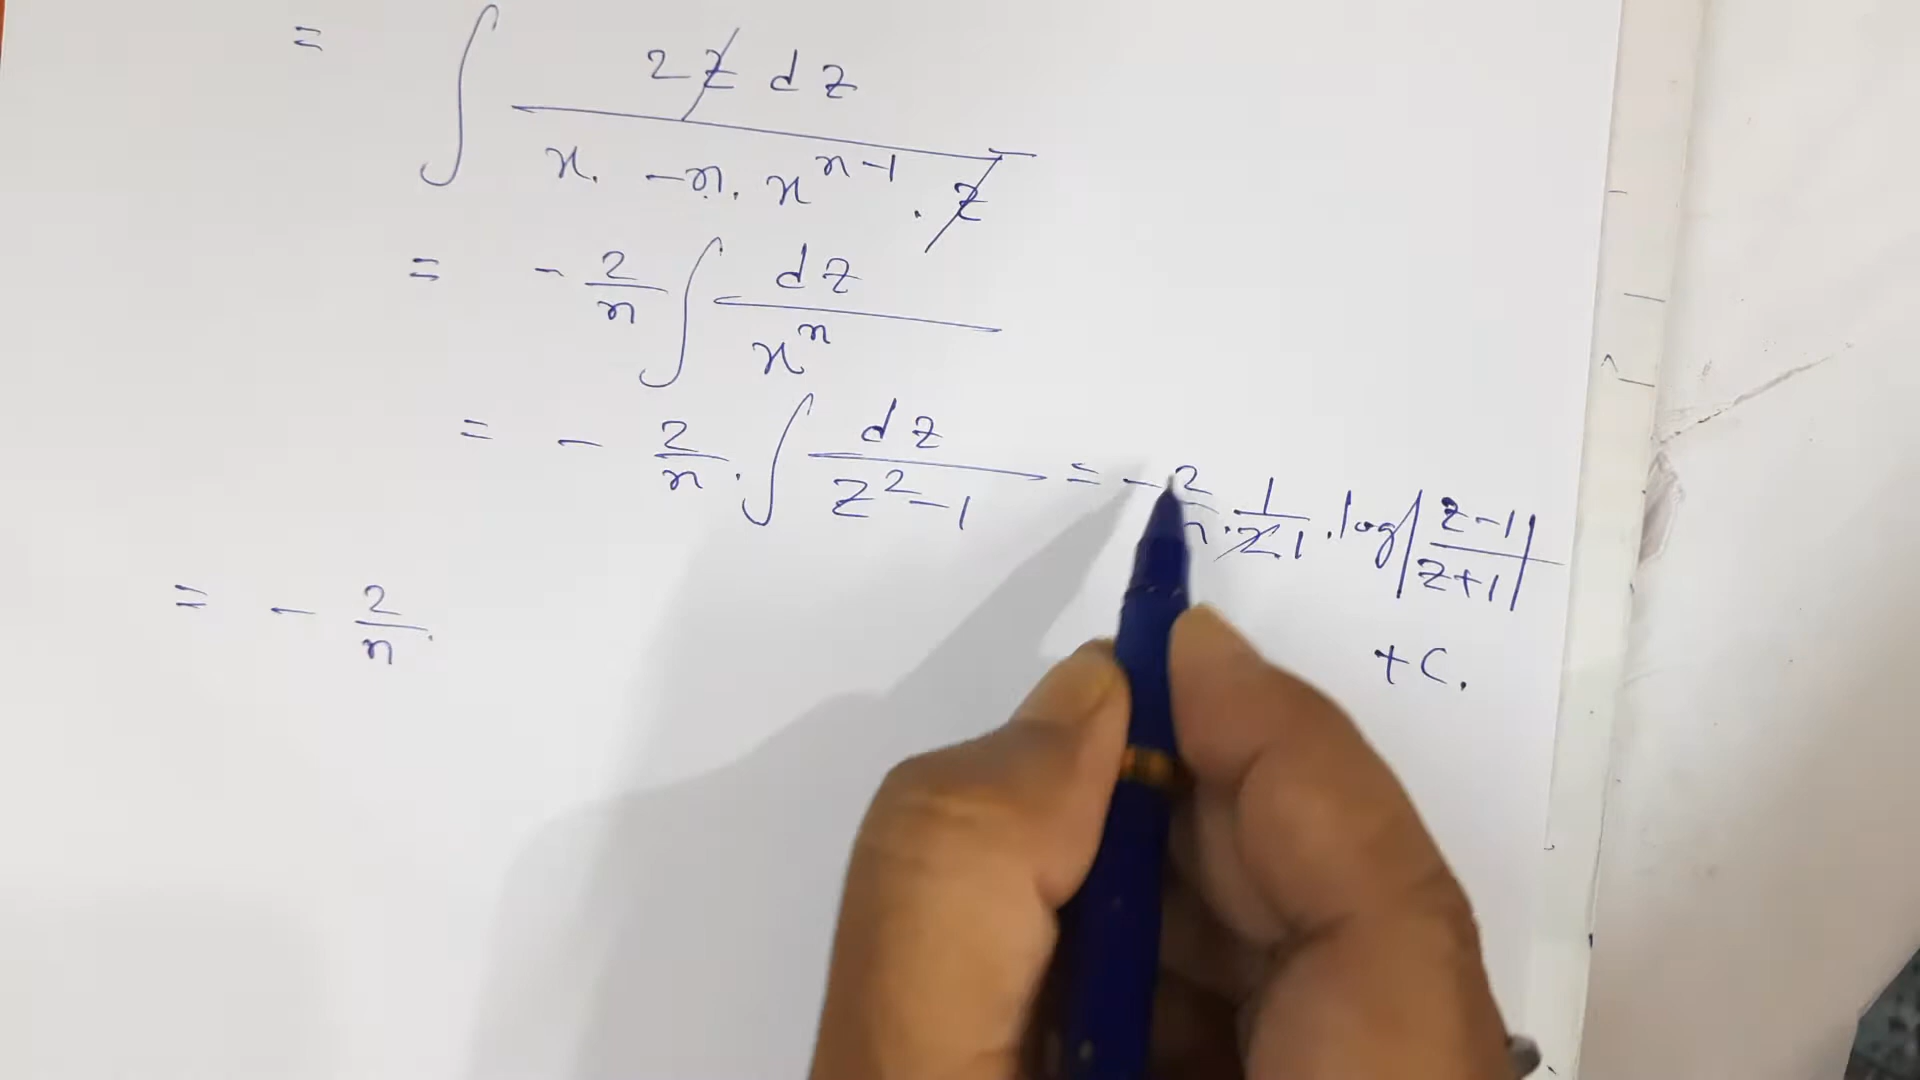 = ∫ 2z dz / x. -n. x^(n-1) . z
= - 2/n ∫ dz / x^n
= - 2/n . ∫ dz / z^2-1 = - 2/n . 1/2.1 . log |z-1 / z+1|
+ C.
= - 2/n .